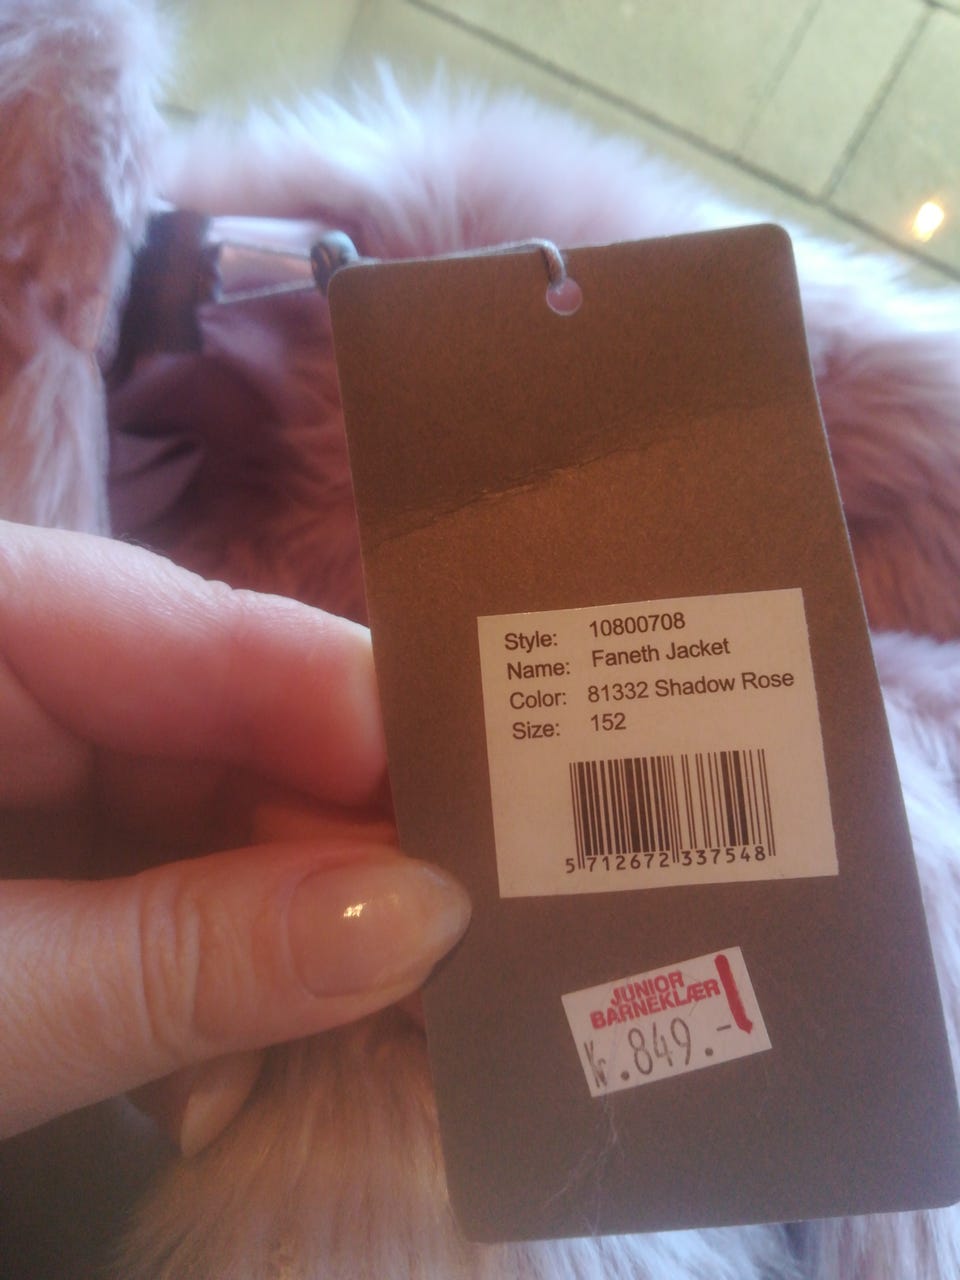 Style: 10800708
Name: Faneth Jacket
Color: 81332 Shadow Rose
Size: 152
5 712672 337548
JUNIOR
BARNEKLÆR
Kr.849.-